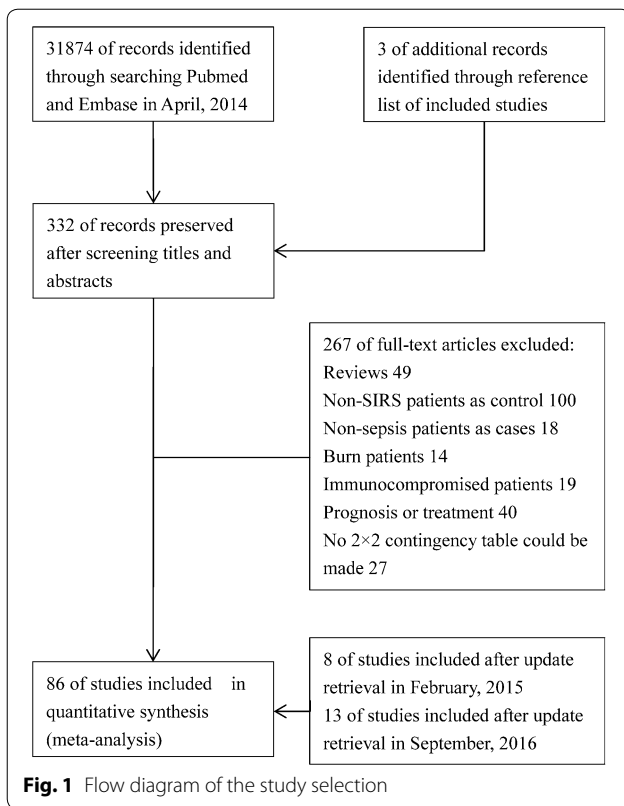 31874 of records identified
through searching Pubmed
and Embase in April, 2014
3 of additional records
identified through reference
list of included studies
332 of records preserved
after screening titles and
abstracts
267 of full-text articles excluded:
Reviews 49
Non-SIRS patients as control 100
Non-sepsis patients as cases 18
Burn patients 14
Immunocompromised patients 19
Prognosis or treatment 40
No 2×2 contingency table could be
made 27
86 of studies included in
quantitative synthesis
(meta-analysis)
8 of studies included after update
retrieval in February, 2015
13 of studies included after update
retrieval in September, 2016
Fig. 1 Flow diagram of the study selection